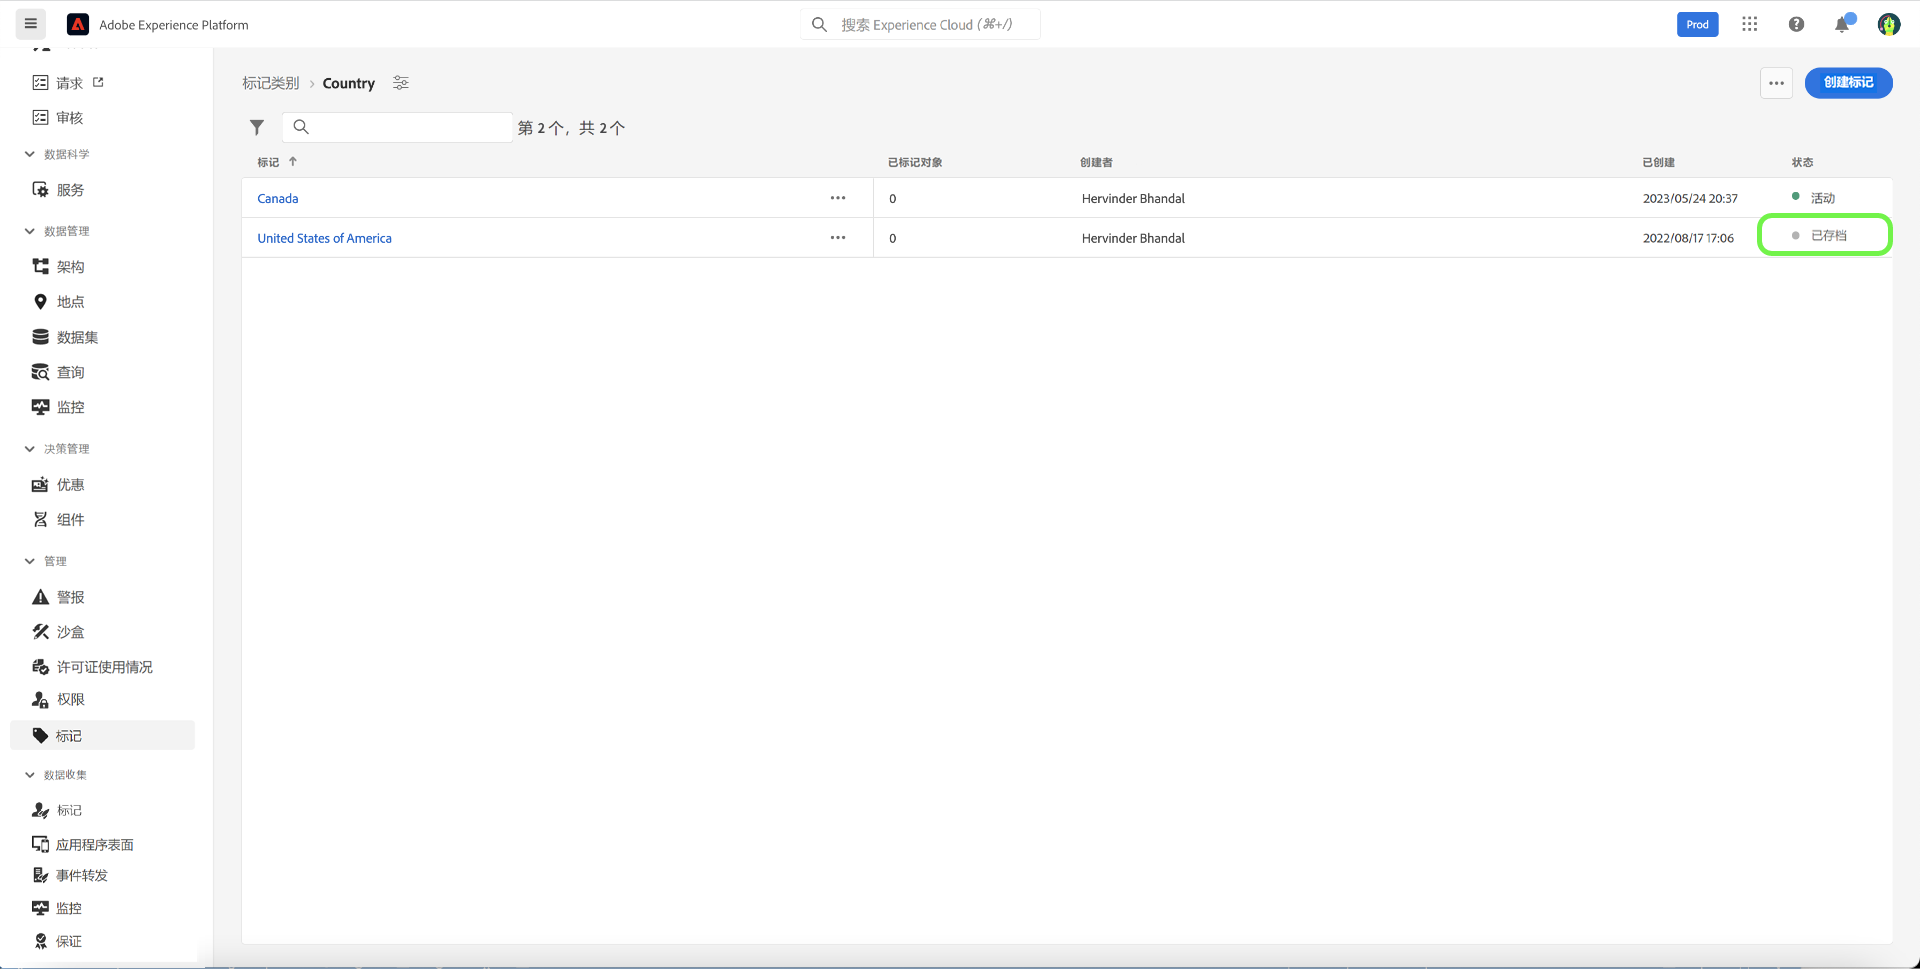 Adobe Experience Platform
搜索 Experience Cloud (⌘+/)
Prod
请求
审核
数据科学
服务
数据管理
架构
地点
数据集
查询
监控
决策管理
优惠
组件
管理
警报
沙盒
许可证使用情况
权限
标记
数据收集
标记
应用程序表面
事件转发
监控
保证
标记类别 › Country
创建标记
第 2 个，共 2 个
标记 已标记对象 创建者 已创建 状态
Canada 0 Hervinder Bhandal 2023/05/24 20:37 活动
United States of America 0 Hervinder Bhandal 2022/08/17 17:06 已存档